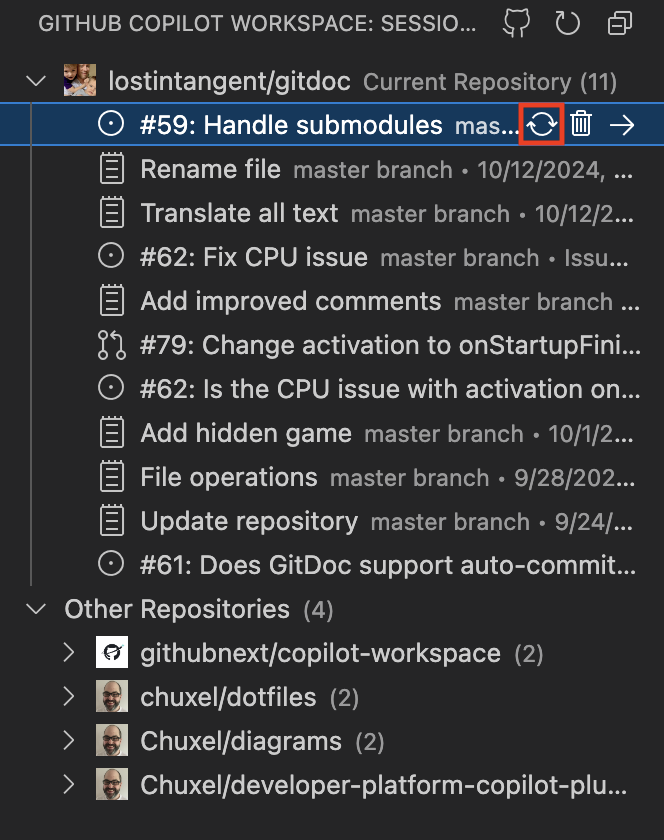 GITHUB COPILOT WORKSPACE: SESSIO...
lostintangent/gitdoc Current Repository (11)
#59: Handle submodules mas...
Rename file master branch • 10/12/2024, ...
Translate all text master branch • 10/12/2...
#62: Fix CPU issue master branch • Issu...
Add improved comments master branch ...
#79: Change activation to onStartupFini...
#62: Is the CPU issue with activation on...
Add hidden game master branch • 10/1/2...
File operations master branch • 9/28/202...
Update repository master branch • 9/24/...
#61: Does GitDoc support auto-commit...
Other Repositories (4)
githubnext/copilot-workspace (2)
chuxel/dotfiles (2)
Chuxel/diagrams (2)
Chuxel/developer-platform-copilot-plu...